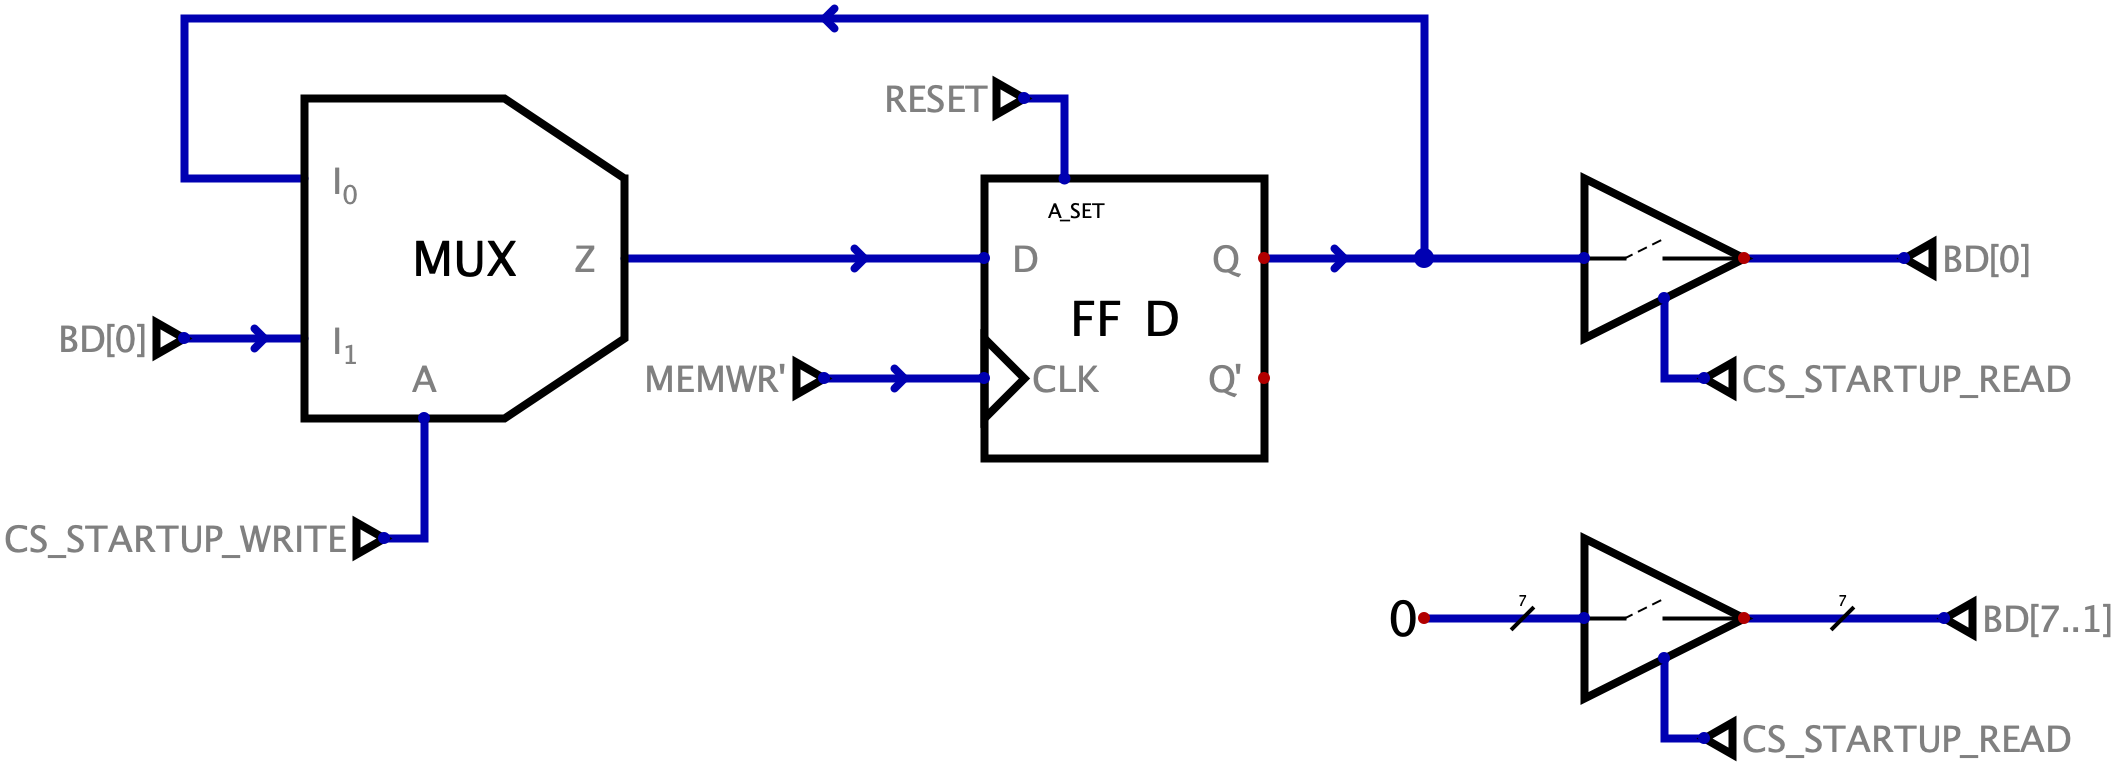 RESET
I0
A_SET
MUX
Z
D
Q
BD[0]
FF D
BD[0]
I1
A
MEMWR'
CLK
Q'
CS_STARTUP_READ
CS_STARTUP_WRITE
7
7
0
BD[7..1]
CS_STARTUP_READ